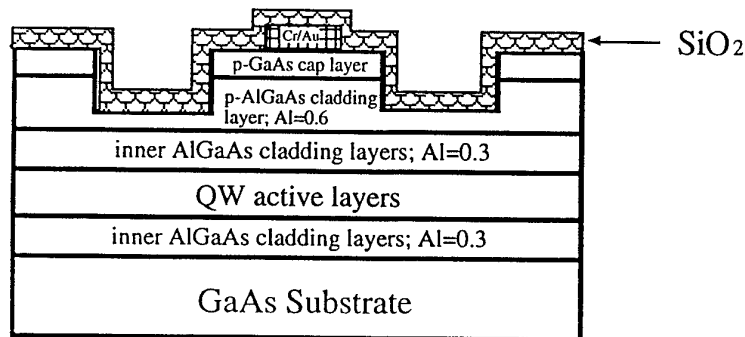 Cr/Au
SiO2
p-GaAs cap layer
p-AlGaAs cladding
layer; Al=0.6
inner AlGaAs cladding layers; Al=0.3
QW active layers
inner AlGaAs cladding layers; Al=0.3
GaAs Substrate